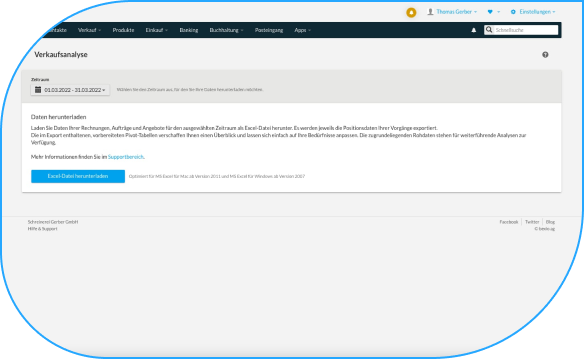 Thomas Gerber
Einstellungen
Verkauf
Produkte
Einkauf
Banking
Buchhaltung
Posteingang
Apps
Schnellsuche
Verkaufsanalyse
Zeitraum
01.03.2022 - 31.03.2022
Wählen Sie den Zeitraum aus, für den Sie Ihre Daten herunterladen möchten.
Daten herunterladen
Laden Sie Daten Ihrer Rechnungen, Aufträge und Angebote für den ausgewählten Zeitraum als Excel-Datei herunter. Es werden jeweils die Positionsdaten Ihrer Vorgänge exportiert.
Die im Export enthaltenen, vorbereiteten Pivot-Tabellen verschaffen Ihnen einen Überblick und lassen sich einfach auf Ihre Bedürfnisse anpassen. Die zugrundeliegenden Rohdaten stehen für weiterführende Analysen zur
Verfügung.
Mehr Informationen finden Sie im Supportbereich.
Excel-Datei herunterladen
Optimiert für MS Excel für Mac ab Version 2011 und MS Excel für Windows ab Version 2007
Schreinerei Gerber GmbH
Facebook | Twitter | Blog
Hilfe & Support
© bexio ag